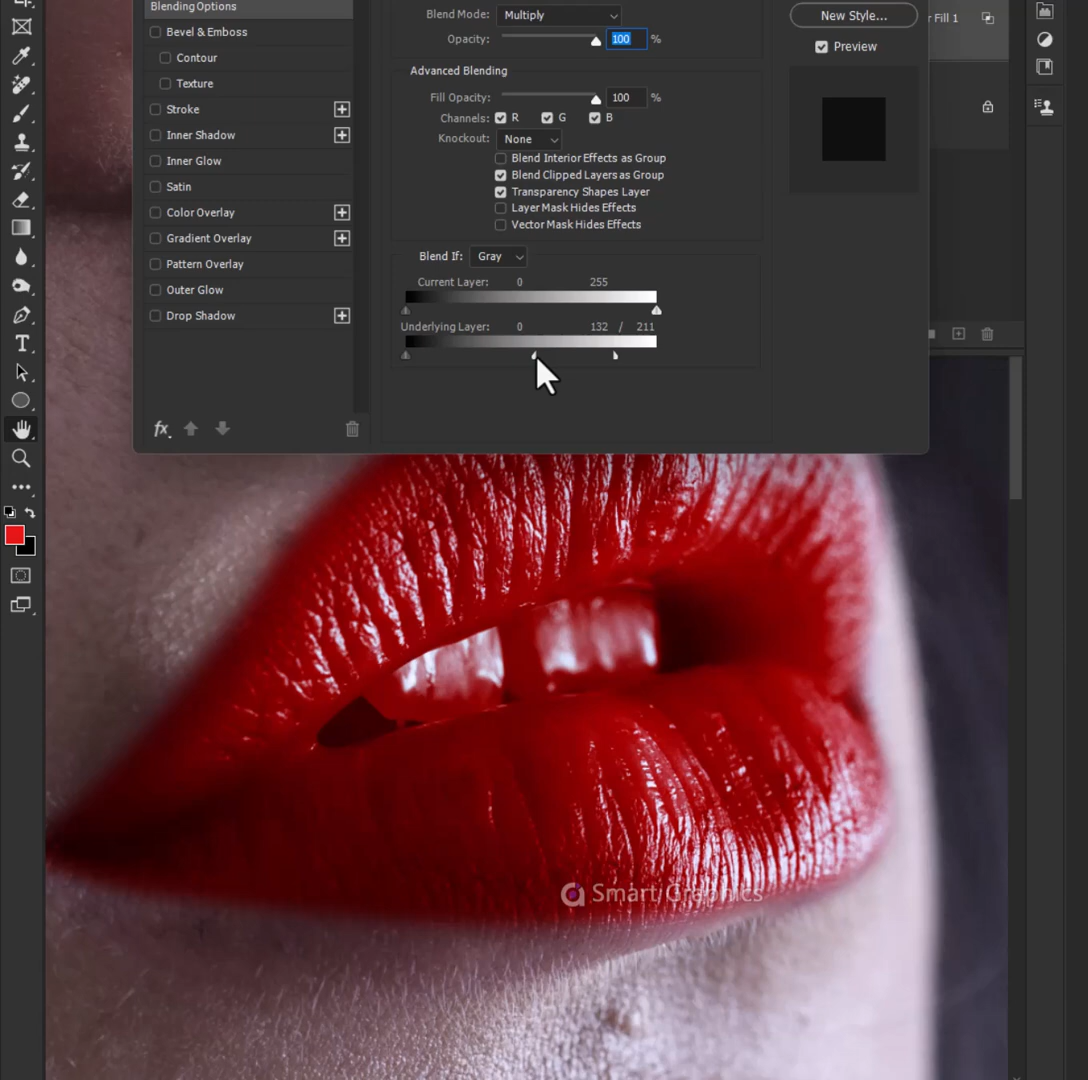 Blending Options
Blend Mode: Multiply
r Fill 1
New Style...
Bevel & Emboss
Opacity: 100 %
Preview
Contour
Advanced Blending
Texture
Fill Opacity: 100 %
Stroke
Channels: R G B
Inner Shadow
Knockout: None
Inner Glow
Blend Interior Effects as Group
Blend Clipped Layers as Group
Satin
Transparency Shapes Layer
Color Overlay
Layer Mask Hides Effects
Vector Mask Hides Effects
Gradient Overlay
Blend If: Gray
Pattern Overlay
Current Layer: 0 255
Outer Glow
Drop Shadow
Underlying Layer: 0 132 / 211
fx
Smart Graphics